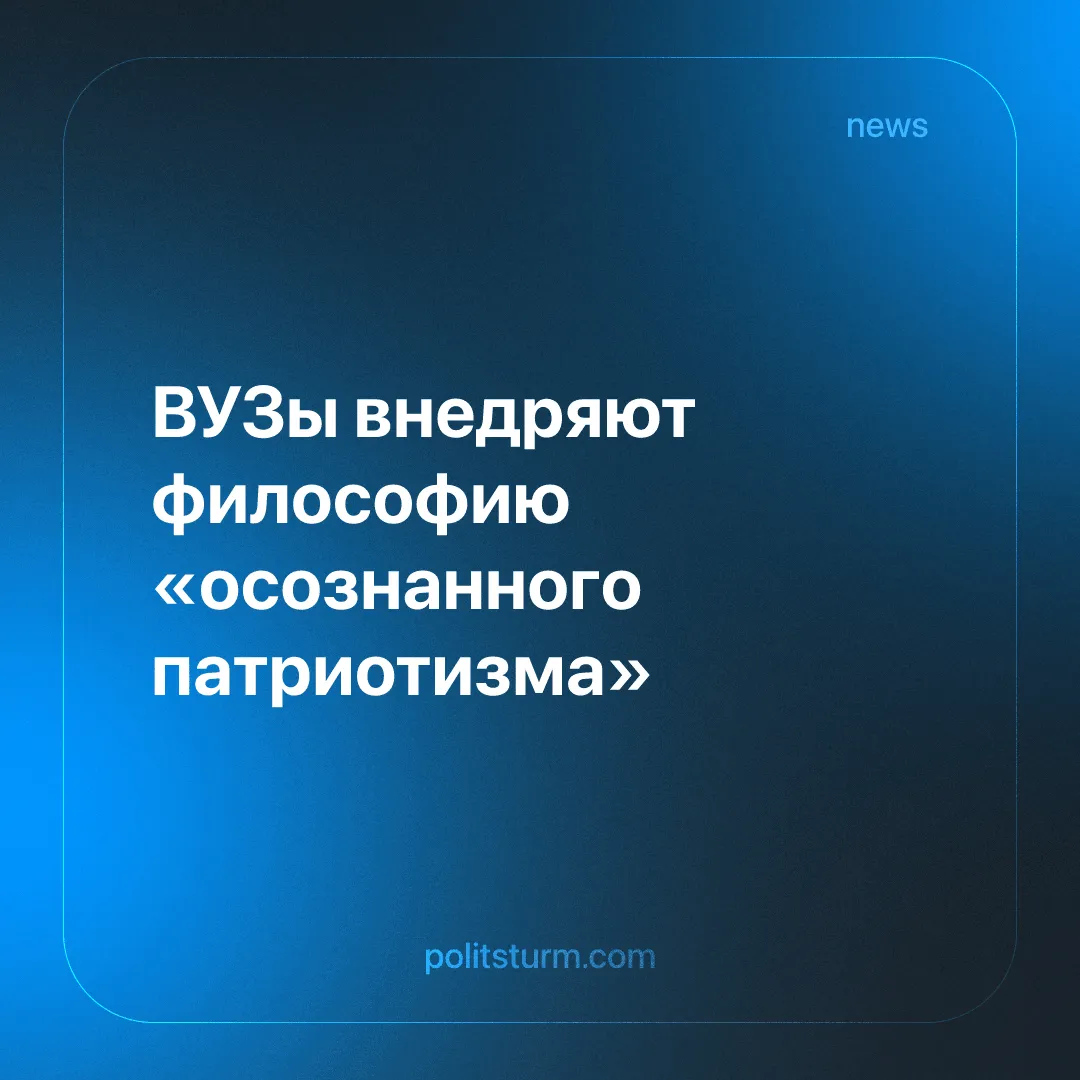 news
ВУЗы внедряют
философию
«осознанного
патриотизма»
politsturm.com